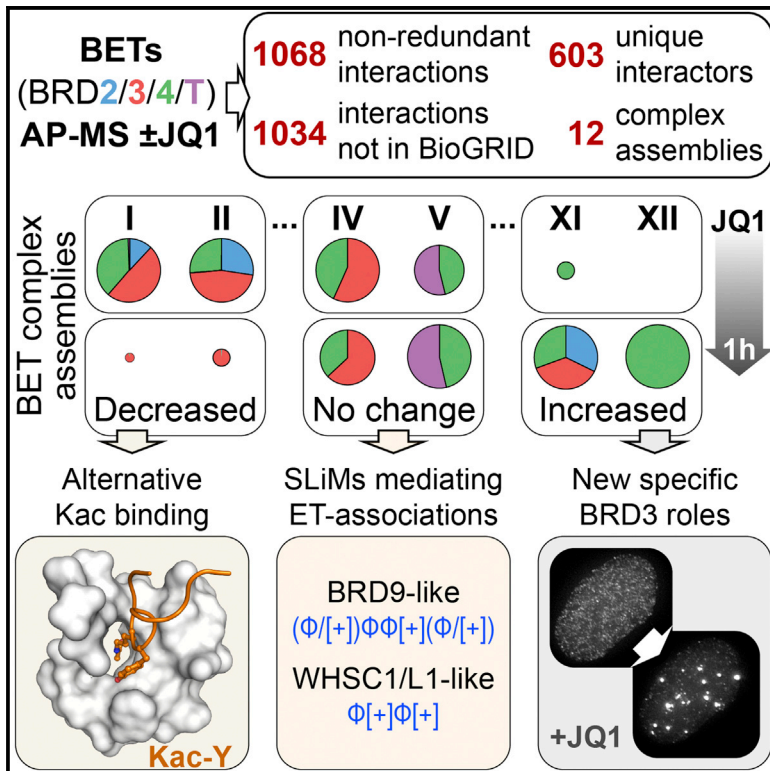 BETs
(BRD2/3/4/T)
AP-MS ±JQ1
1068 non-redundant interactions
603 unique interactors
1034 interactions not in BioGRID
12 complex assemblies
BET complex assemblies
I II ... IV V ... XI XII
JQ1
1h
Decreased
No change
Increased
Alternative
Kac binding
SLiMs mediating
ET-associations
New specific
BRD3 roles
Kac-Y
BRD9-like
(Φ/[+])ΦΦ[+](Φ/[+])
WHSC1/L1-like
Φ[+]Φ[+]
+JQ1